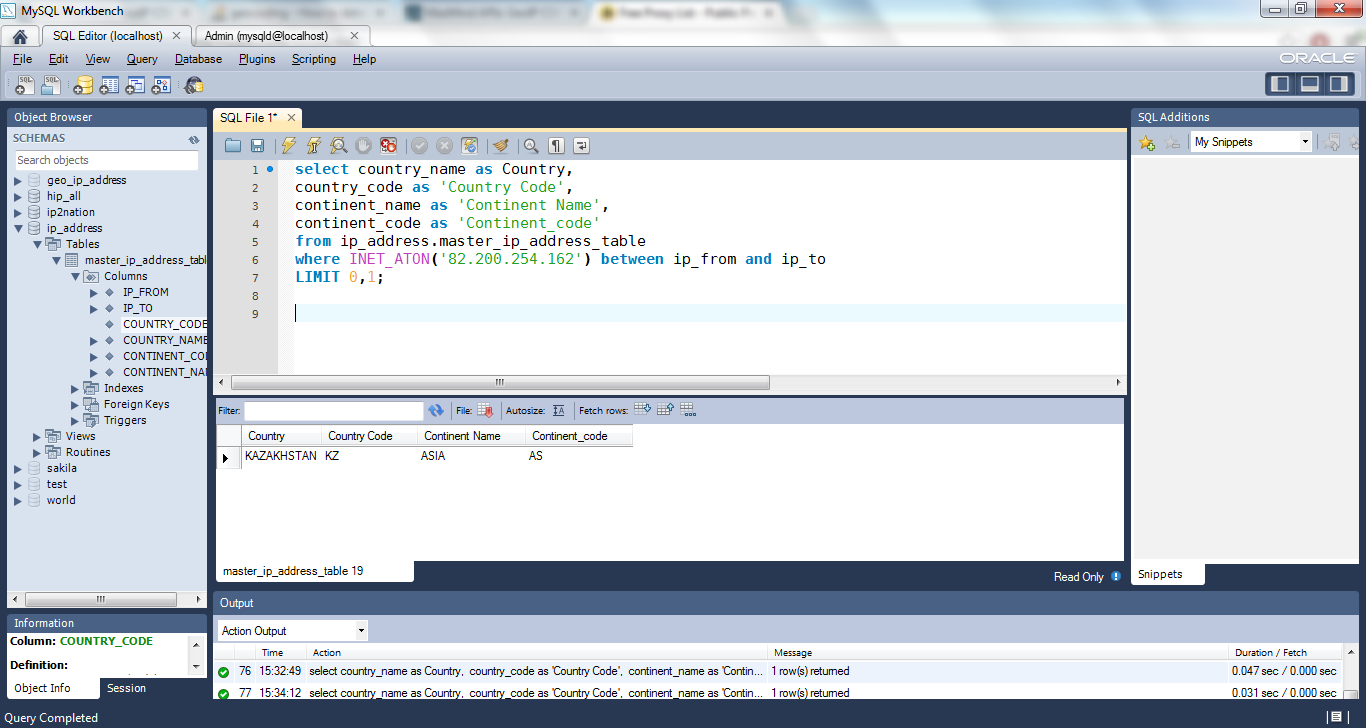 MySQL Workbench
SQL Editor (localhost)
Admin (mysqld@localhost)
File Edit View Query Database Plugins Scripting Help
ORACLE
Object Browser
SCHEMAS
Search objects
geo_ip_address
hip_all
ip2nation
ip_address
Tables
master_ip_address_tabl
Columns
IP_FROM
IP_TO
COUNTRY_CODE
COUNTRY_NAME
CONTINENT_COD
CONTINENT_NAM
Indexes
Foreign Keys
Triggers
Views
Routines
sakila
test
world
Information
Column: COUNTRY_CODE
Definition:
Object Info Session
SQL File 1*
1 select country_name as Country,
2 country_code as 'Country Code',
3 continent_name as 'Continent Name',
4 continent_code as 'Continent_code'
5 from ip_address.master_ip_address_table
6 where INET_ATON('82.200.254.162') between ip_from and ip_to
7 LIMIT 0,1;
8
9
Filter: File: Autosize: Fetch rows:
Country Country Code Continent Name Continent_code
KAZAKHSTAN KZ ASIA AS
master_ip_address_table 19
Read Only
SQL Additions
My Snippets
Snippets
Output
Action Output
Time Action Message Duration / Fetch
76 15:32:49 select country_name as Country, country_code as 'Country Code', continent_name as 'Contin... 1 row(s) returned 0.047 sec / 0.000 sec
77 15:34:12 select country_name as Country, country_code as 'Country Code', continent_name as 'Contin... 1 row(s) returned 0.031 sec / 0.000 sec
Query Completed